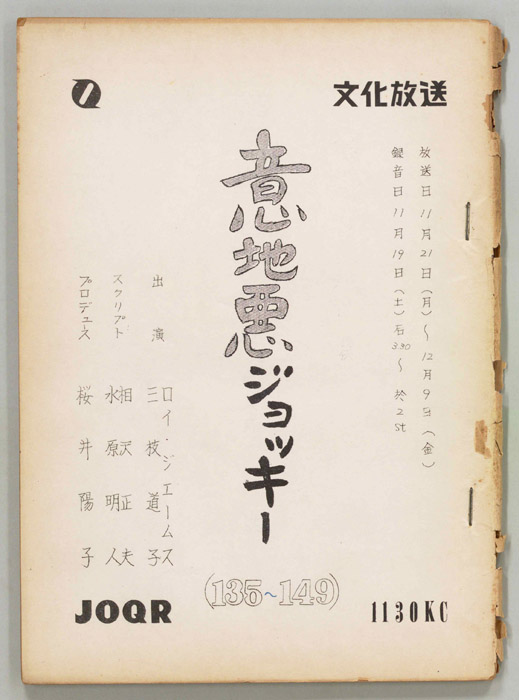 文化放送
放送日 11月21日(月)～12月9日(金)
録音日 11月19日(土)后3.30～於2st
意地悪ジョッキー
(135~149)
出演 ロイ・ジェームス
三枝道子
スクリプト 相沢正夫
水原明人
プロデュース 桜井陽子
JOQR
1130KC